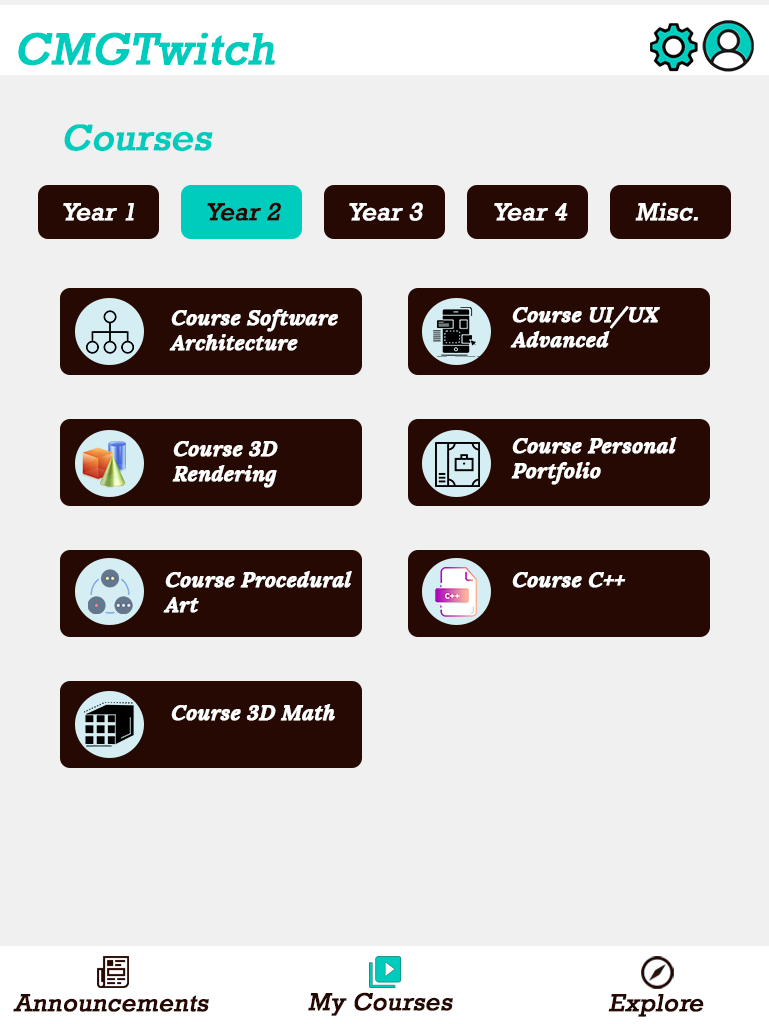 CMGTwitch
Courses
Year 1
Year 2
Year 3
Year 4
Misc.
Course Software
Architecture
Course UI/UX
Advanced
Course 3D
Rendering
Course Personal
Portfolio
Course Procedural
Art
C++
Course C++
Course 3D Math
Announcements
My Courses
Explore